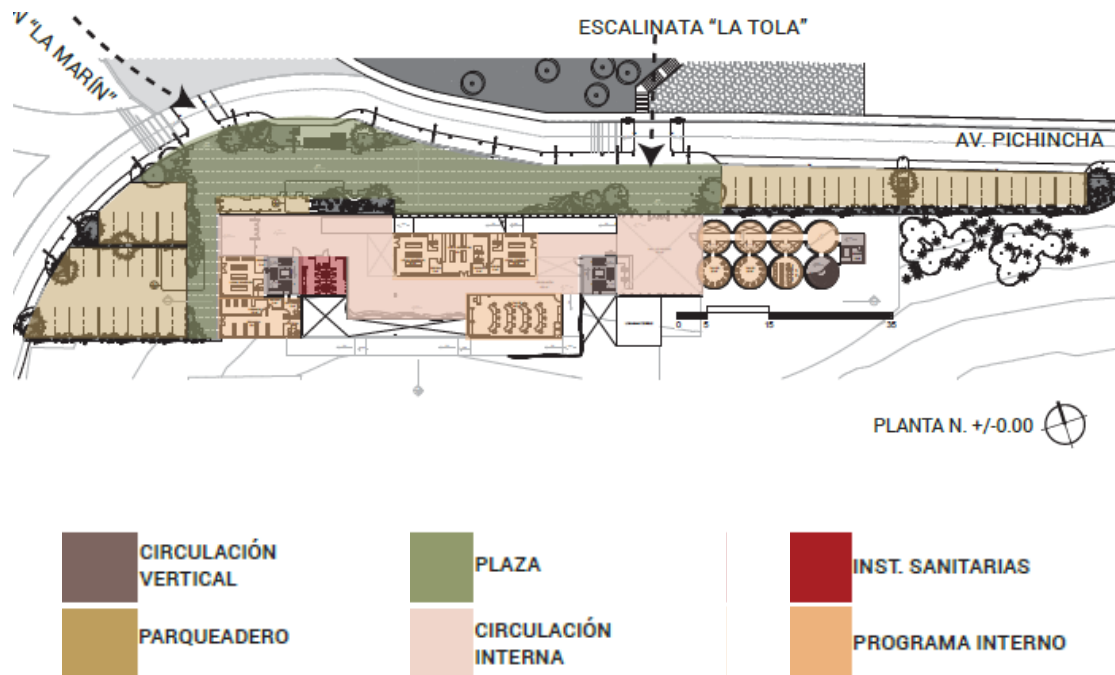 N "LA MARÍN"
ESCALINATA “LA TOLA”
AV. PICHINCHA
0 5 15 35
PLANTA N. +/-0.00
CIRCULACIÓN
VERTICAL
PLAZA
INST. SANITARIAS
PARQUEADERO
CIRCULACIÓN
INTERNA
PROGRAMA INTERNO